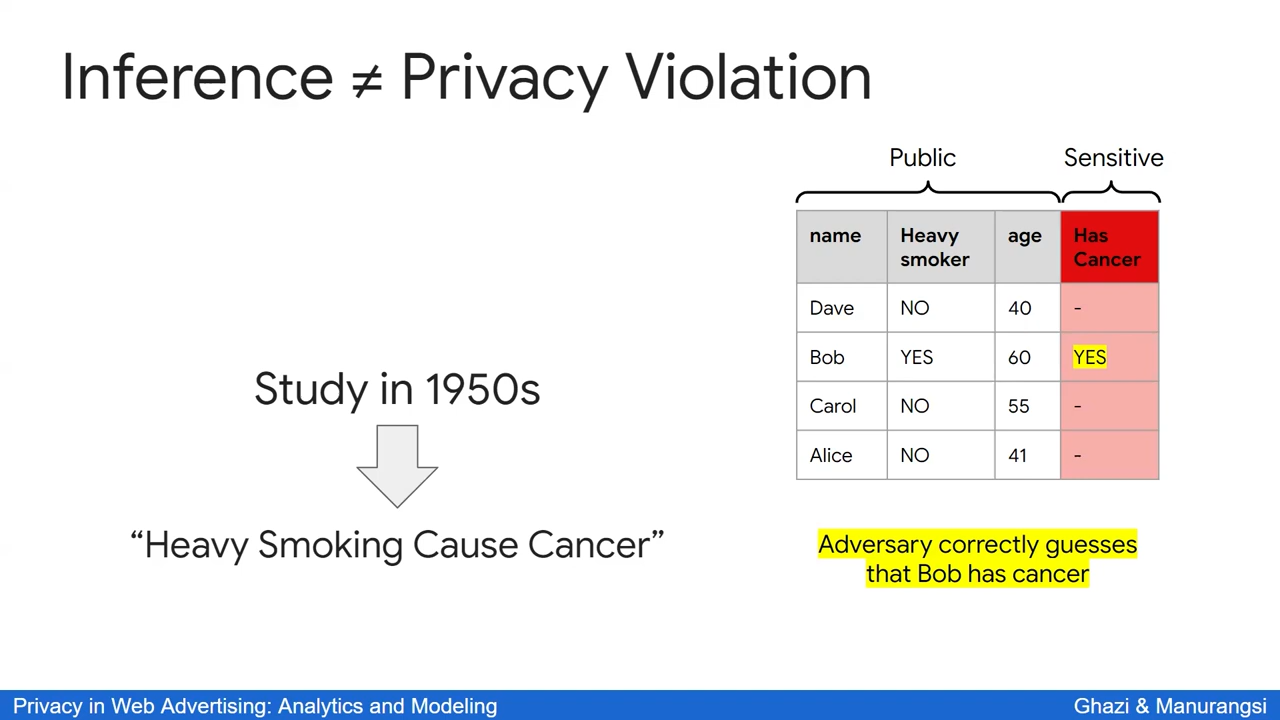 Inference ≠ Privacy Violation
Public Sensitive
name Heavy smoker age Has Cancer
Dave NO 40 -
Bob YES 60 YES
Carol NO 55 -
Alice NO 41 -
Study in 1950s
“Heavy Smoking Cause Cancer”
Adversary correctly guesses
that Bob has cancer
Privacy in Web Advertising: Analytics and Modeling
Ghazi & Manurangsi